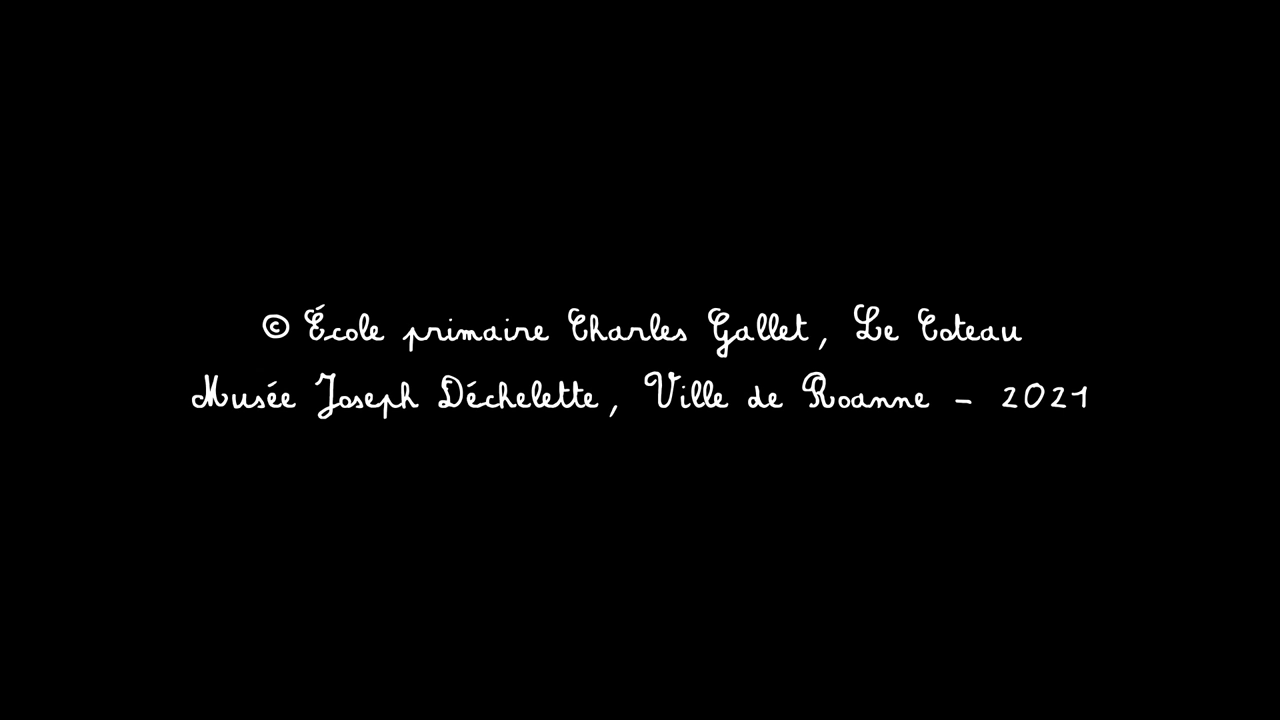 © École primaire Charles Gallet, Le Coteau
Musée Joseph Déchelette, Ville de Roanne - 2021